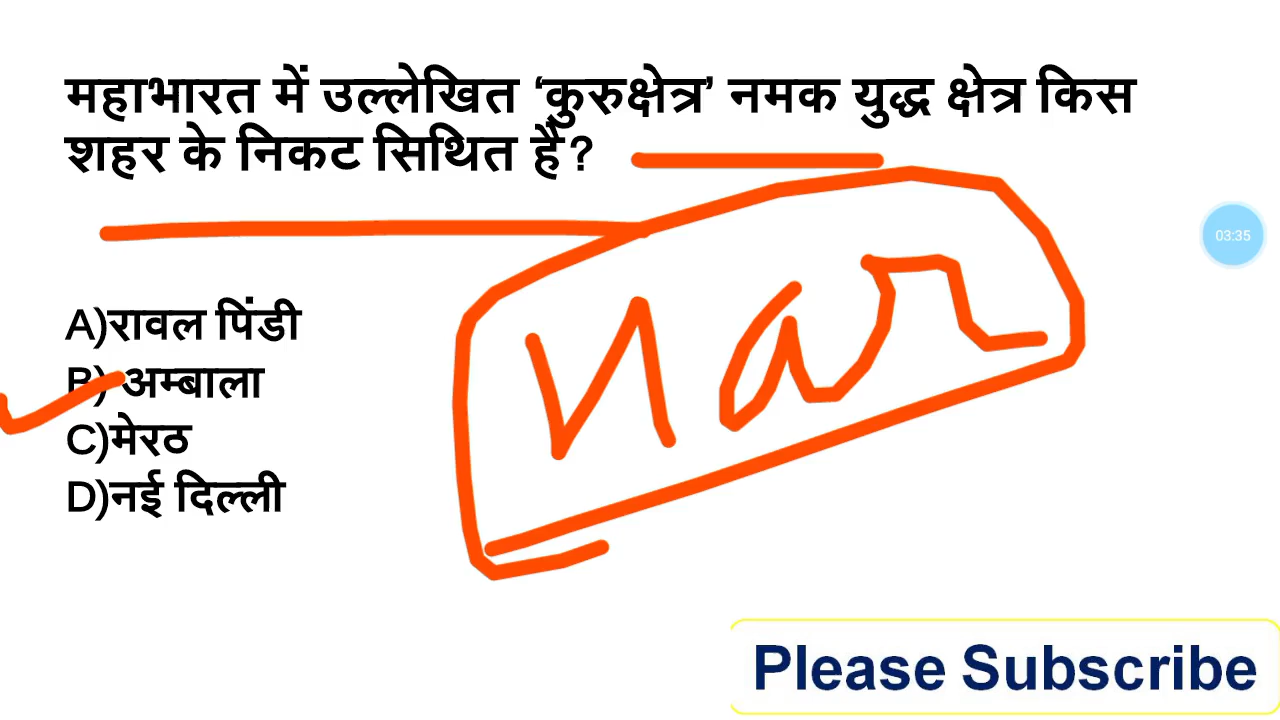 महाभारत में उल्लेखित ‘कुरुक्षेत्र’ नमक युद्ध क्षेत्र किस
शहर के निकट सिथित है?
03:35
A)रावल पिंडी
B) अम्बाला
C)मेरठ
D)नई दिल्ली
Please Subscribe